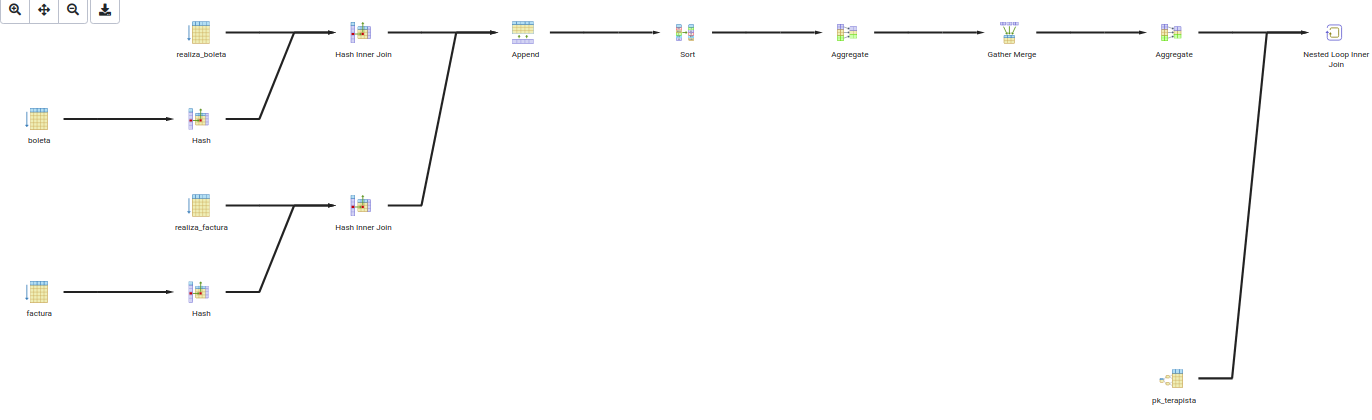 realiza_boleta
Hash Inner Join
Append
Sort
Aggregate
Gather Merge
Aggregate
Nested Loop Inner
Join
boleta
Hash
realiza_factura
Hash Inner Join
factura
Hash
pk_terapista